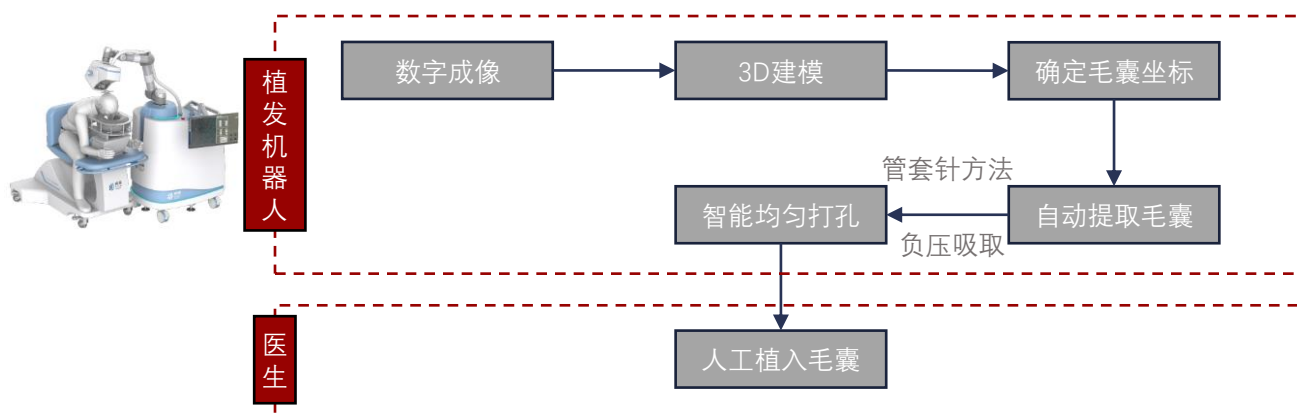 植发机器人
数字成像
3D建模
确定毛囊坐标
管套针方法
智能均匀打孔
自动提取毛囊
负压吸取
医生
人工植入毛囊